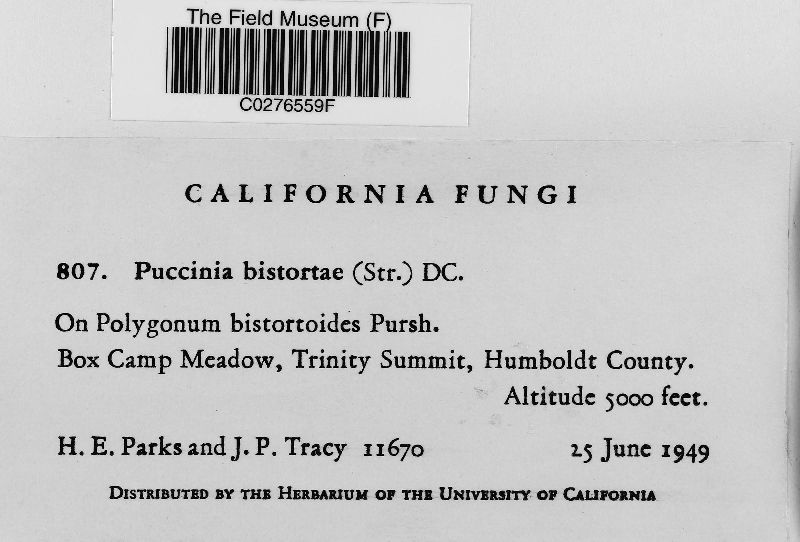 The Field Museum (F)
C0276559F
CALIFORNIA FUNGI
807. Puccinia bistortae (Str.) DC.
On Polygonum bistortoides Pursh.
Box Camp Meadow, Trinity Summit, Humboldt County.
Altitude 5000 feet.
H. E. Parks and J. P. Tracy 11670 25 June 1949
DISTRIBUTED BY THE HERBARIUM OF THE UNIVERSITY OF CALIFORNIA